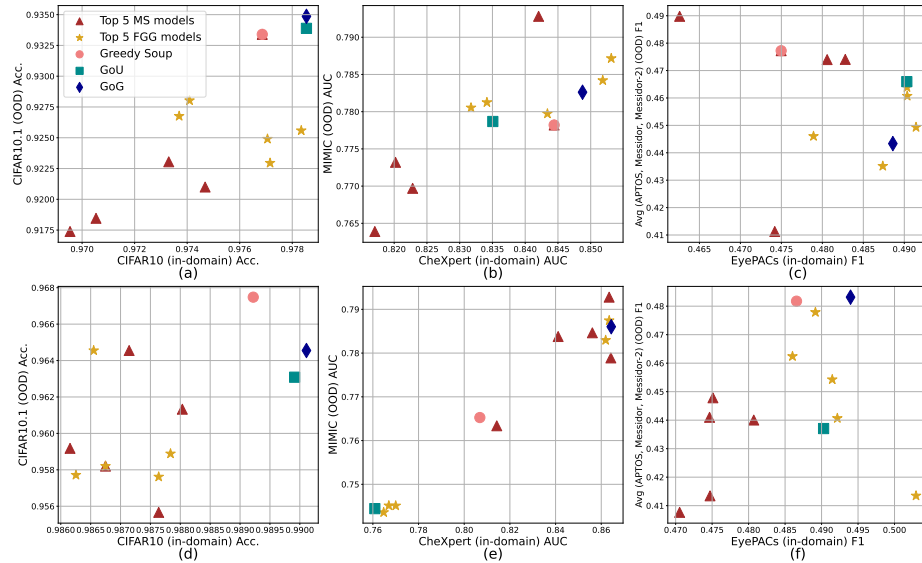 Top 5 MS models
Top 5 FGG models
Greedy Soup
GoU
GoG
CIFAR10.1 (OOD) Acc.
0.9350
0.9325
0.9300
0.9275
0.9250
0.9225
0.9200
0.9175
0.970 0.972 0.974 0.976 0.978
CIFAR10 (in-domain) Acc.
(a)
MIMIC (OOD) AUC
0.790
0.785
0.780
0.775
0.770
0.765
0.820 0.825 0.830 0.835 0.840 0.845 0.850
CheXpert (in-domain) AUC
(b)
Avg (APTOS, Messidor, Messidor-2) (OOD) F1
0.49
0.48
0.47
0.46
0.45
0.44
0.43
0.42
0.41
0.465 0.470 0.475 0.480 0.485 0.490
EyePACs (in-domain) F1
(c)
CIFAR10.1 (OOD) Acc.
0.968
0.966
0.964
0.962
0.960
0.958
0.956
0.9860 0.9865 0.9870 0.9875 0.9880 0.9885 0.9890 0.9895 0.9900
CIFAR10 (in-domain) Acc.
(d)
MIMIC (OOD) AUC
0.79
0.78
0.77
0.76
0.75
0.76 0.78 0.80 0.82 0.84 0.86
CheXpert (in-domain) AUC
(e)
Avg (APTOS, Messidor, Messidor-2) (OOD) F1
0.48
0.47
0.46
0.45
0.44
0.43
0.42
0.41
0.470 0.475 0.480 0.485 0.490 0.495 0.500
EyePACs (in-domain) F1
(f)